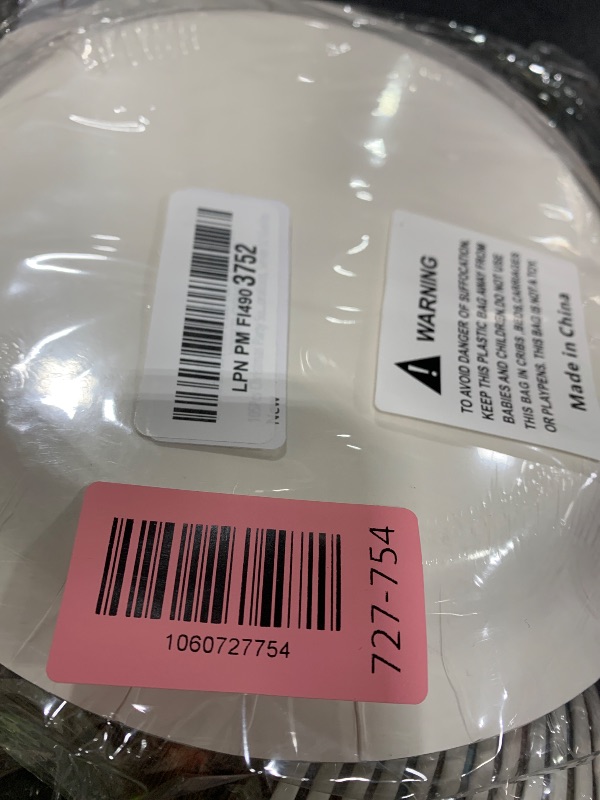 LPN PM FI490 3752
New
WARNING
TO AVOID DANGER OF SUFFOCATION,
KEEP THIS PLASTIC BAG AWAY FROM
BABIES AND CHILDREN.DO NOT USE
THIS BAG IN CRIBS ,BEDS,CARRIAGES
OR PLAYPENS. THIS BAG IS NOT A TOY.
Made in China
1060727754
727-754